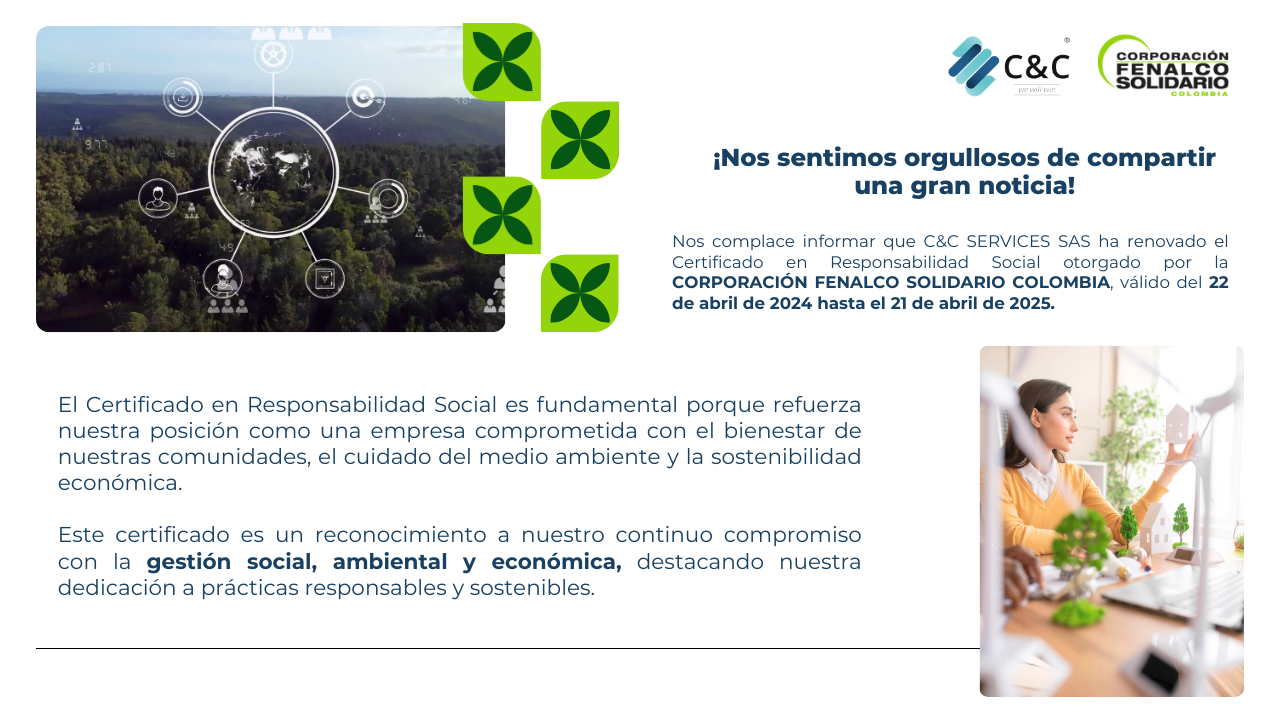 C&C
®
we will win
CORPORACIÓN
FENALCO
SOLIDARIO
COLOMBIA
¡Nos sentimos orgullosos de compartir
una gran noticia!
Nos complace informar que C&C SERVICES SAS ha renovado el
Certificado en Responsabilidad Social otorgado por la
CORPORACIÓN FENALCO SOLIDARIO COLOMBIA, válido del 22
de abril de 2024 hasta el 21 de abril de 2025.
El Certificado en Responsabilidad Social es fundamental porque refuerza
nuestra posición como una empresa comprometida con el bienestar de
nuestras comunidades, el cuidado del medio ambiente y la sostenibilidad
económica.
Este certificado es un reconocimiento a nuestro continuo compromiso
con la gestión social, ambiental y económica, destacando nuestra
dedicación a prácticas responsables y sostenibles.